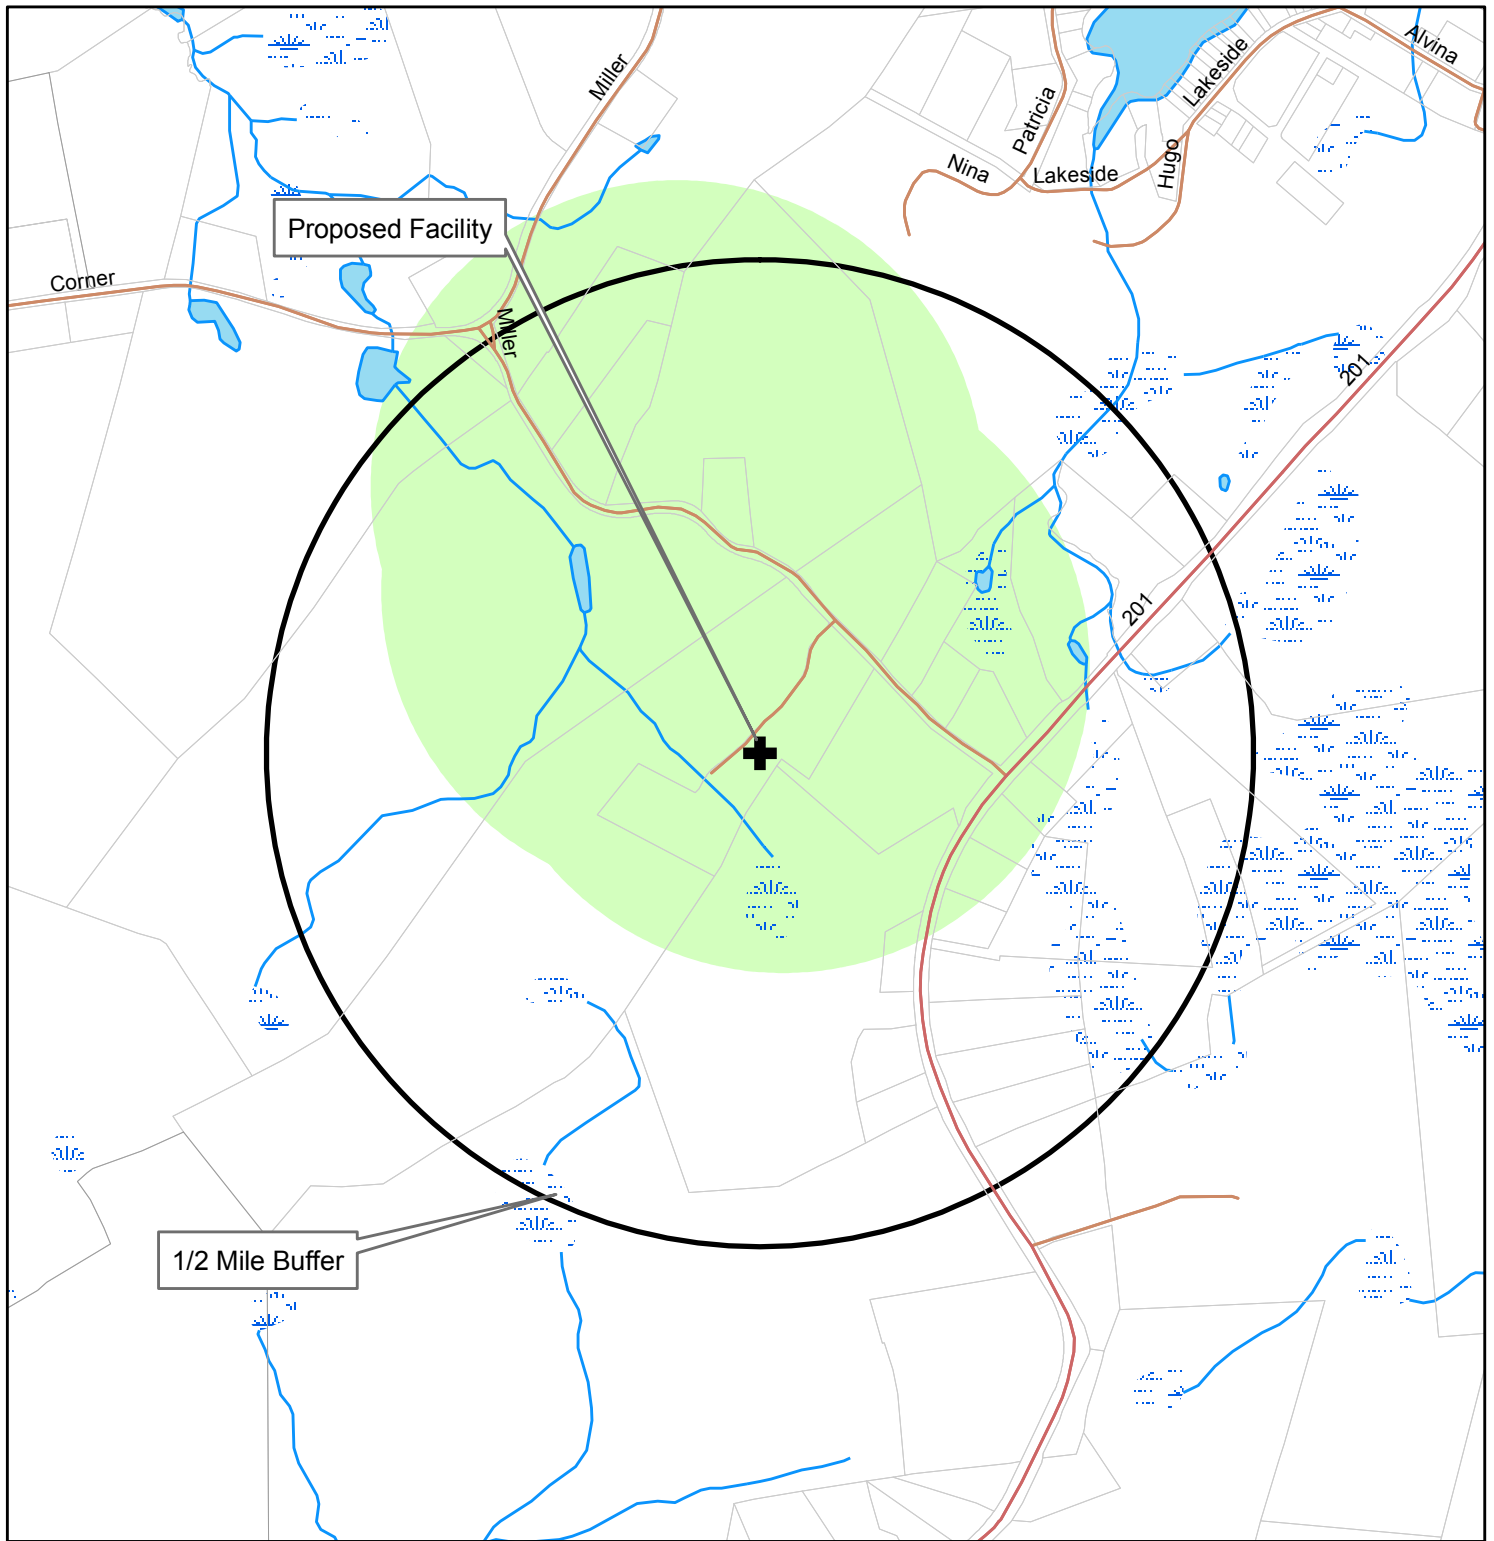 Alvina
Miller
Lakeside
Patricia
Nina
Lakeside
Hugo
Proposed Facility
Corner
Miller
201
201
1/2 Mile Buffer